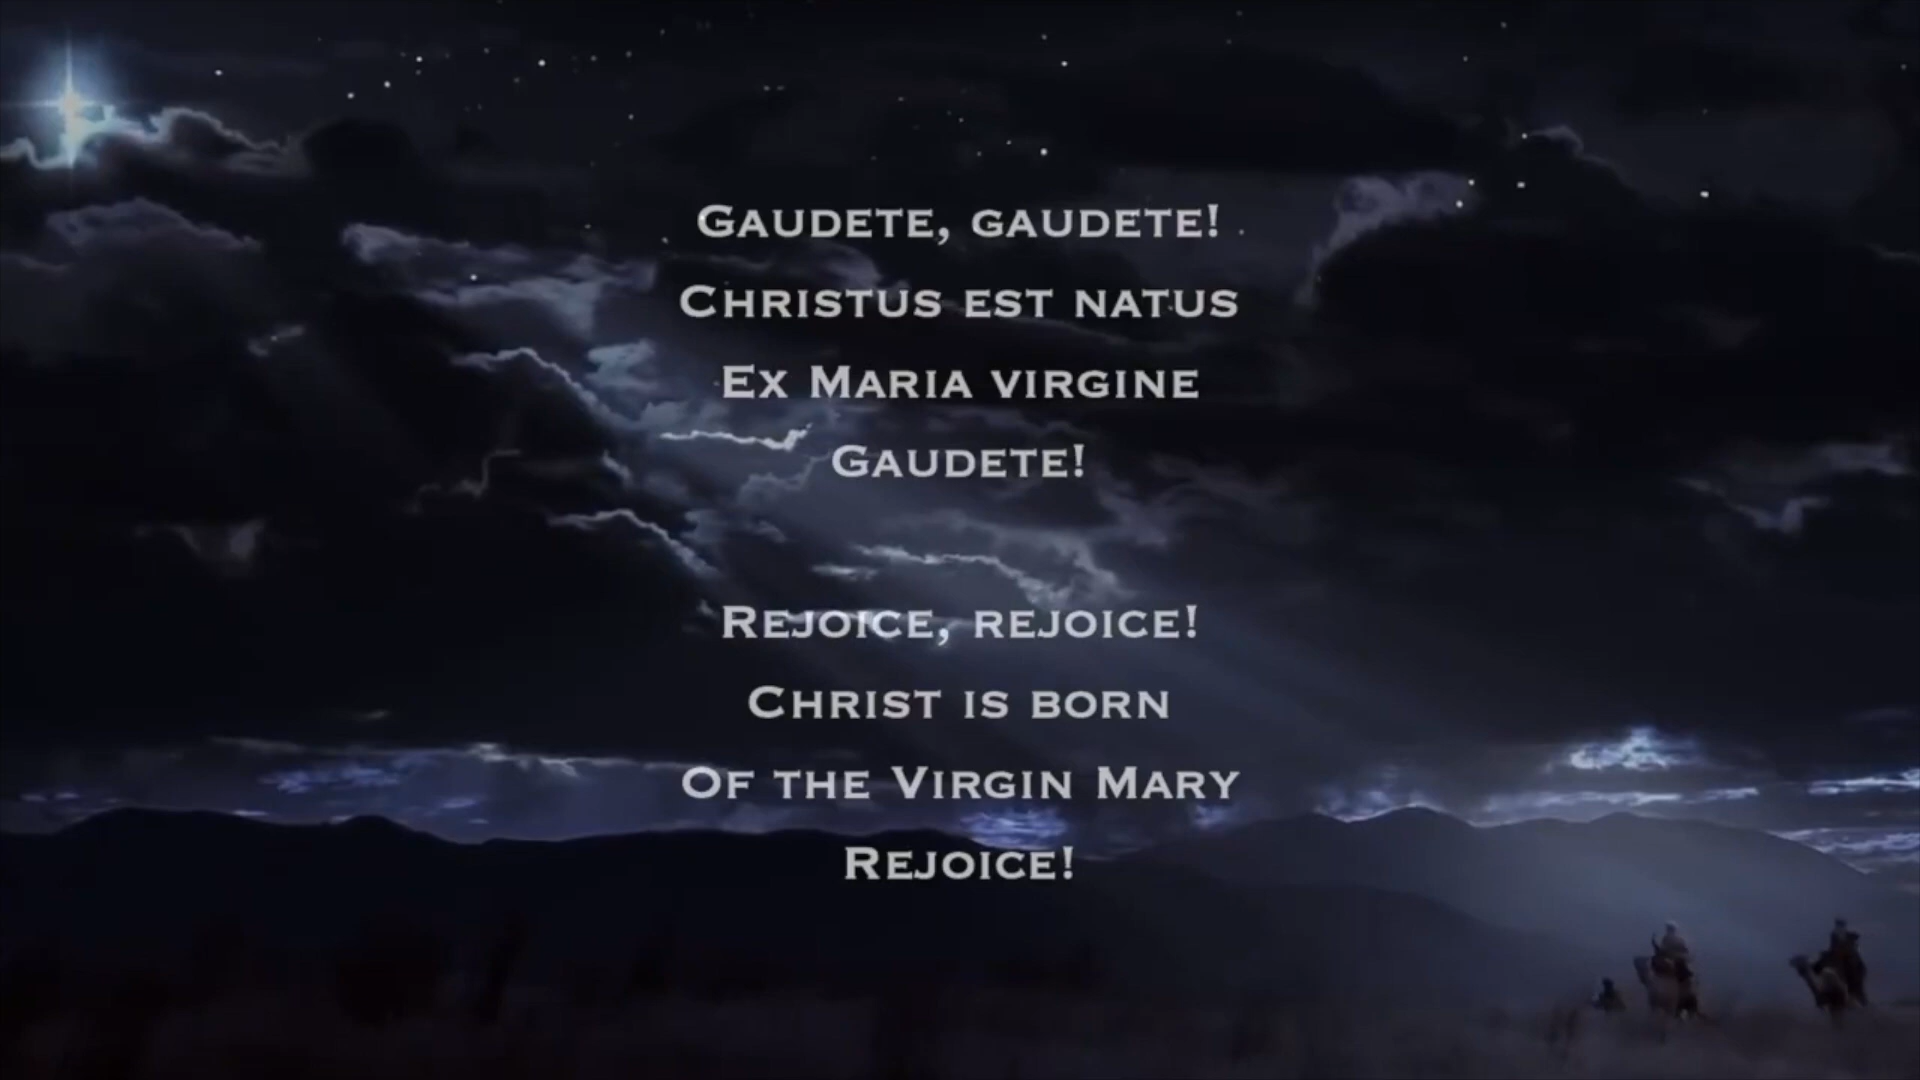 Gaudete, gaudete!
Christus est natus
Ex Maria virgine
Gaudete!
Rejoice, rejoice!
Christ is born
Of the Virgin Mary
Rejoice!